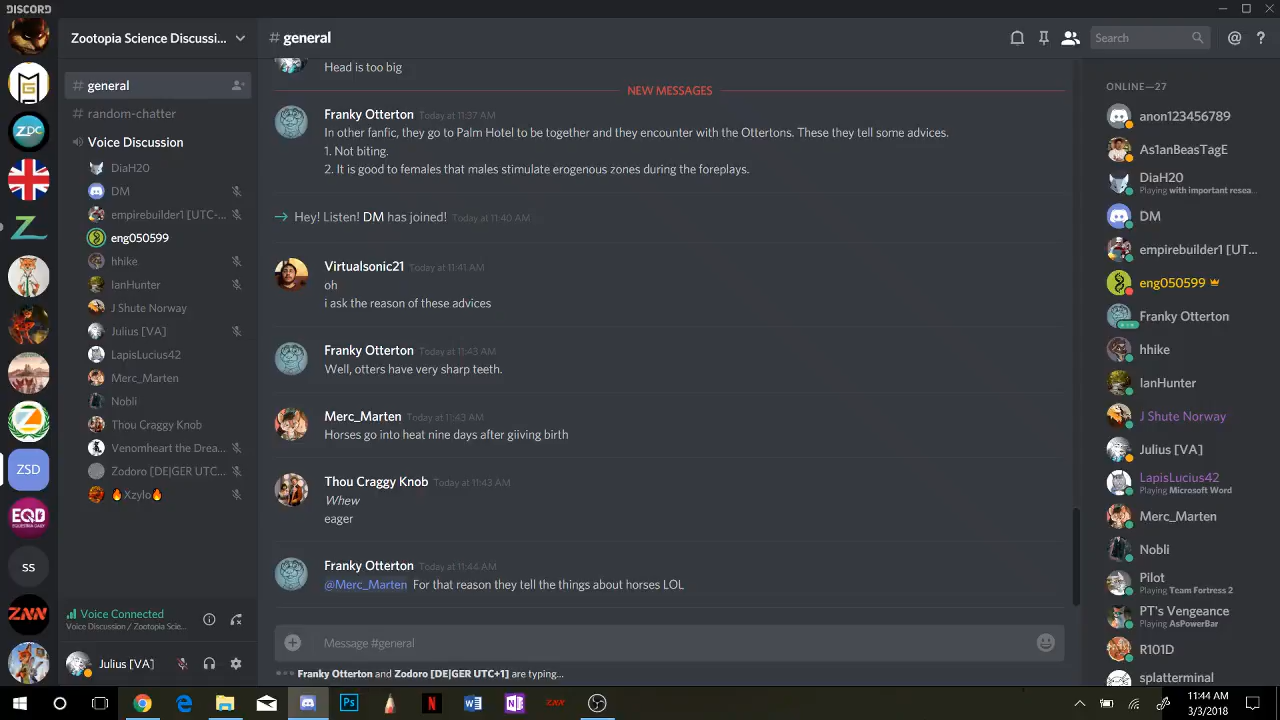 DISCORD
Zootopia Science Discussi...
# general
Search
# general
# random-chatter
Voice Discussion
DiaH20
DM
empirebuilder1 [UTC-...
eng050599
hhike
IanHunter
J Shute Norway
Julius [VA]
LapisLucius42
Merc_Marten
Nobli
Thou Craggy Knob
Venomheart the Drea...
Zodoro [DE|GER UTC...
🔥Xzylo🔥
ZDC
ZSD
EQD
EQUESTRIA DAILY
ss
ZNN
Voice Connected
Voice Discussion / Zootopia Scie...
Julius [VA]
Head is too big
NEW MESSAGES
Franky Otterton Today at 11:37 AM
In other fanfic, they go to Palm Hotel to be together and they encounter with the Ottertons. These they tell some advices.
1. Not biting.
2. It is good to females that males stimulate erogenous zones during the foreplays.
Hey! Listen! DM has joined! Today at 11:40 AM
Virtualsonic21 Today at 11:41 AM
oh
i ask the reason of these advices
Franky Otterton Today at 11:43 AM
Well, otters have very sharp teeth.
Merc_Marten Today at 11:43 AM
Horses go into heat nine days after giiving birth
Thou Craggy Knob Today at 11:43 AM
Whew
eager
Franky Otterton Today at 11:44 AM
@Merc_Marten For that reason they tell the things about horses LOL
Message #general
Franky Otterton and Zodoro [DE|GER UTC+1] are typing...
ONLINE—27
anon123456789
As1anBeasTagE
DiaH20
Playing with important resea...
DM
empirebuilder1 [UT...
eng050599
Franky Otterton
hhike
IanHunter
J Shute Norway
Julius [VA]
LapisLucius42
Playing Microsoft Word
Merc_Marten
Nobli
Pilot
Playing Team Fortress 2
PT's Vengeance
Playing AsPowerBar
R101D
splatterminal
Ps
N
ZNN
11:44 AM
3/3/2018